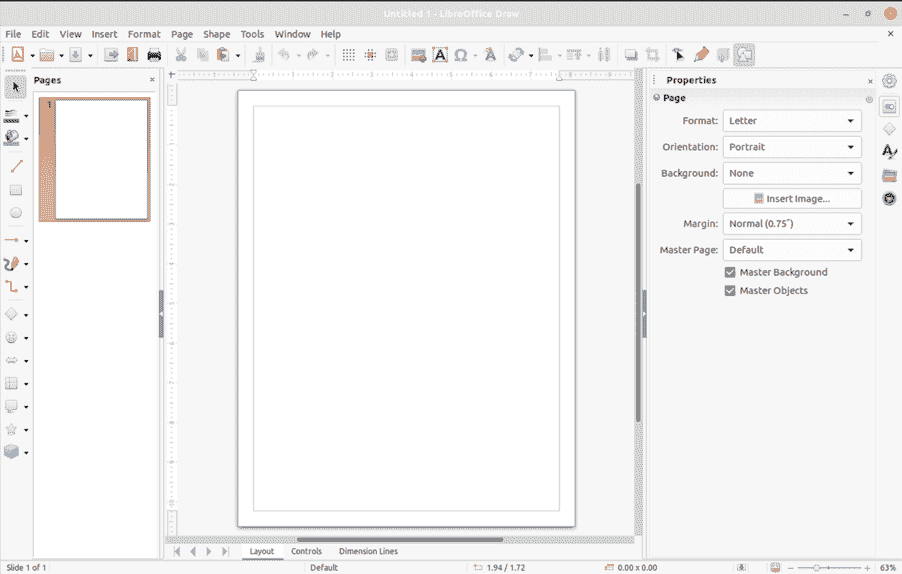 Untitled 1 - LibreOffice Draw
File Edit View Insert Format Page Shape Tools Window Help
Pages
1
Properties
Page
Format: Letter
Orientation: Portrait
Background: None
Insert Image...
Margin: Normal (0.75")
Master Page: Default
Master Background
Master Objects
Layout Controls Dimension Lines
Slide 1 of 1 Default 1.94 / 1.72 0.00 x 0.00 63%